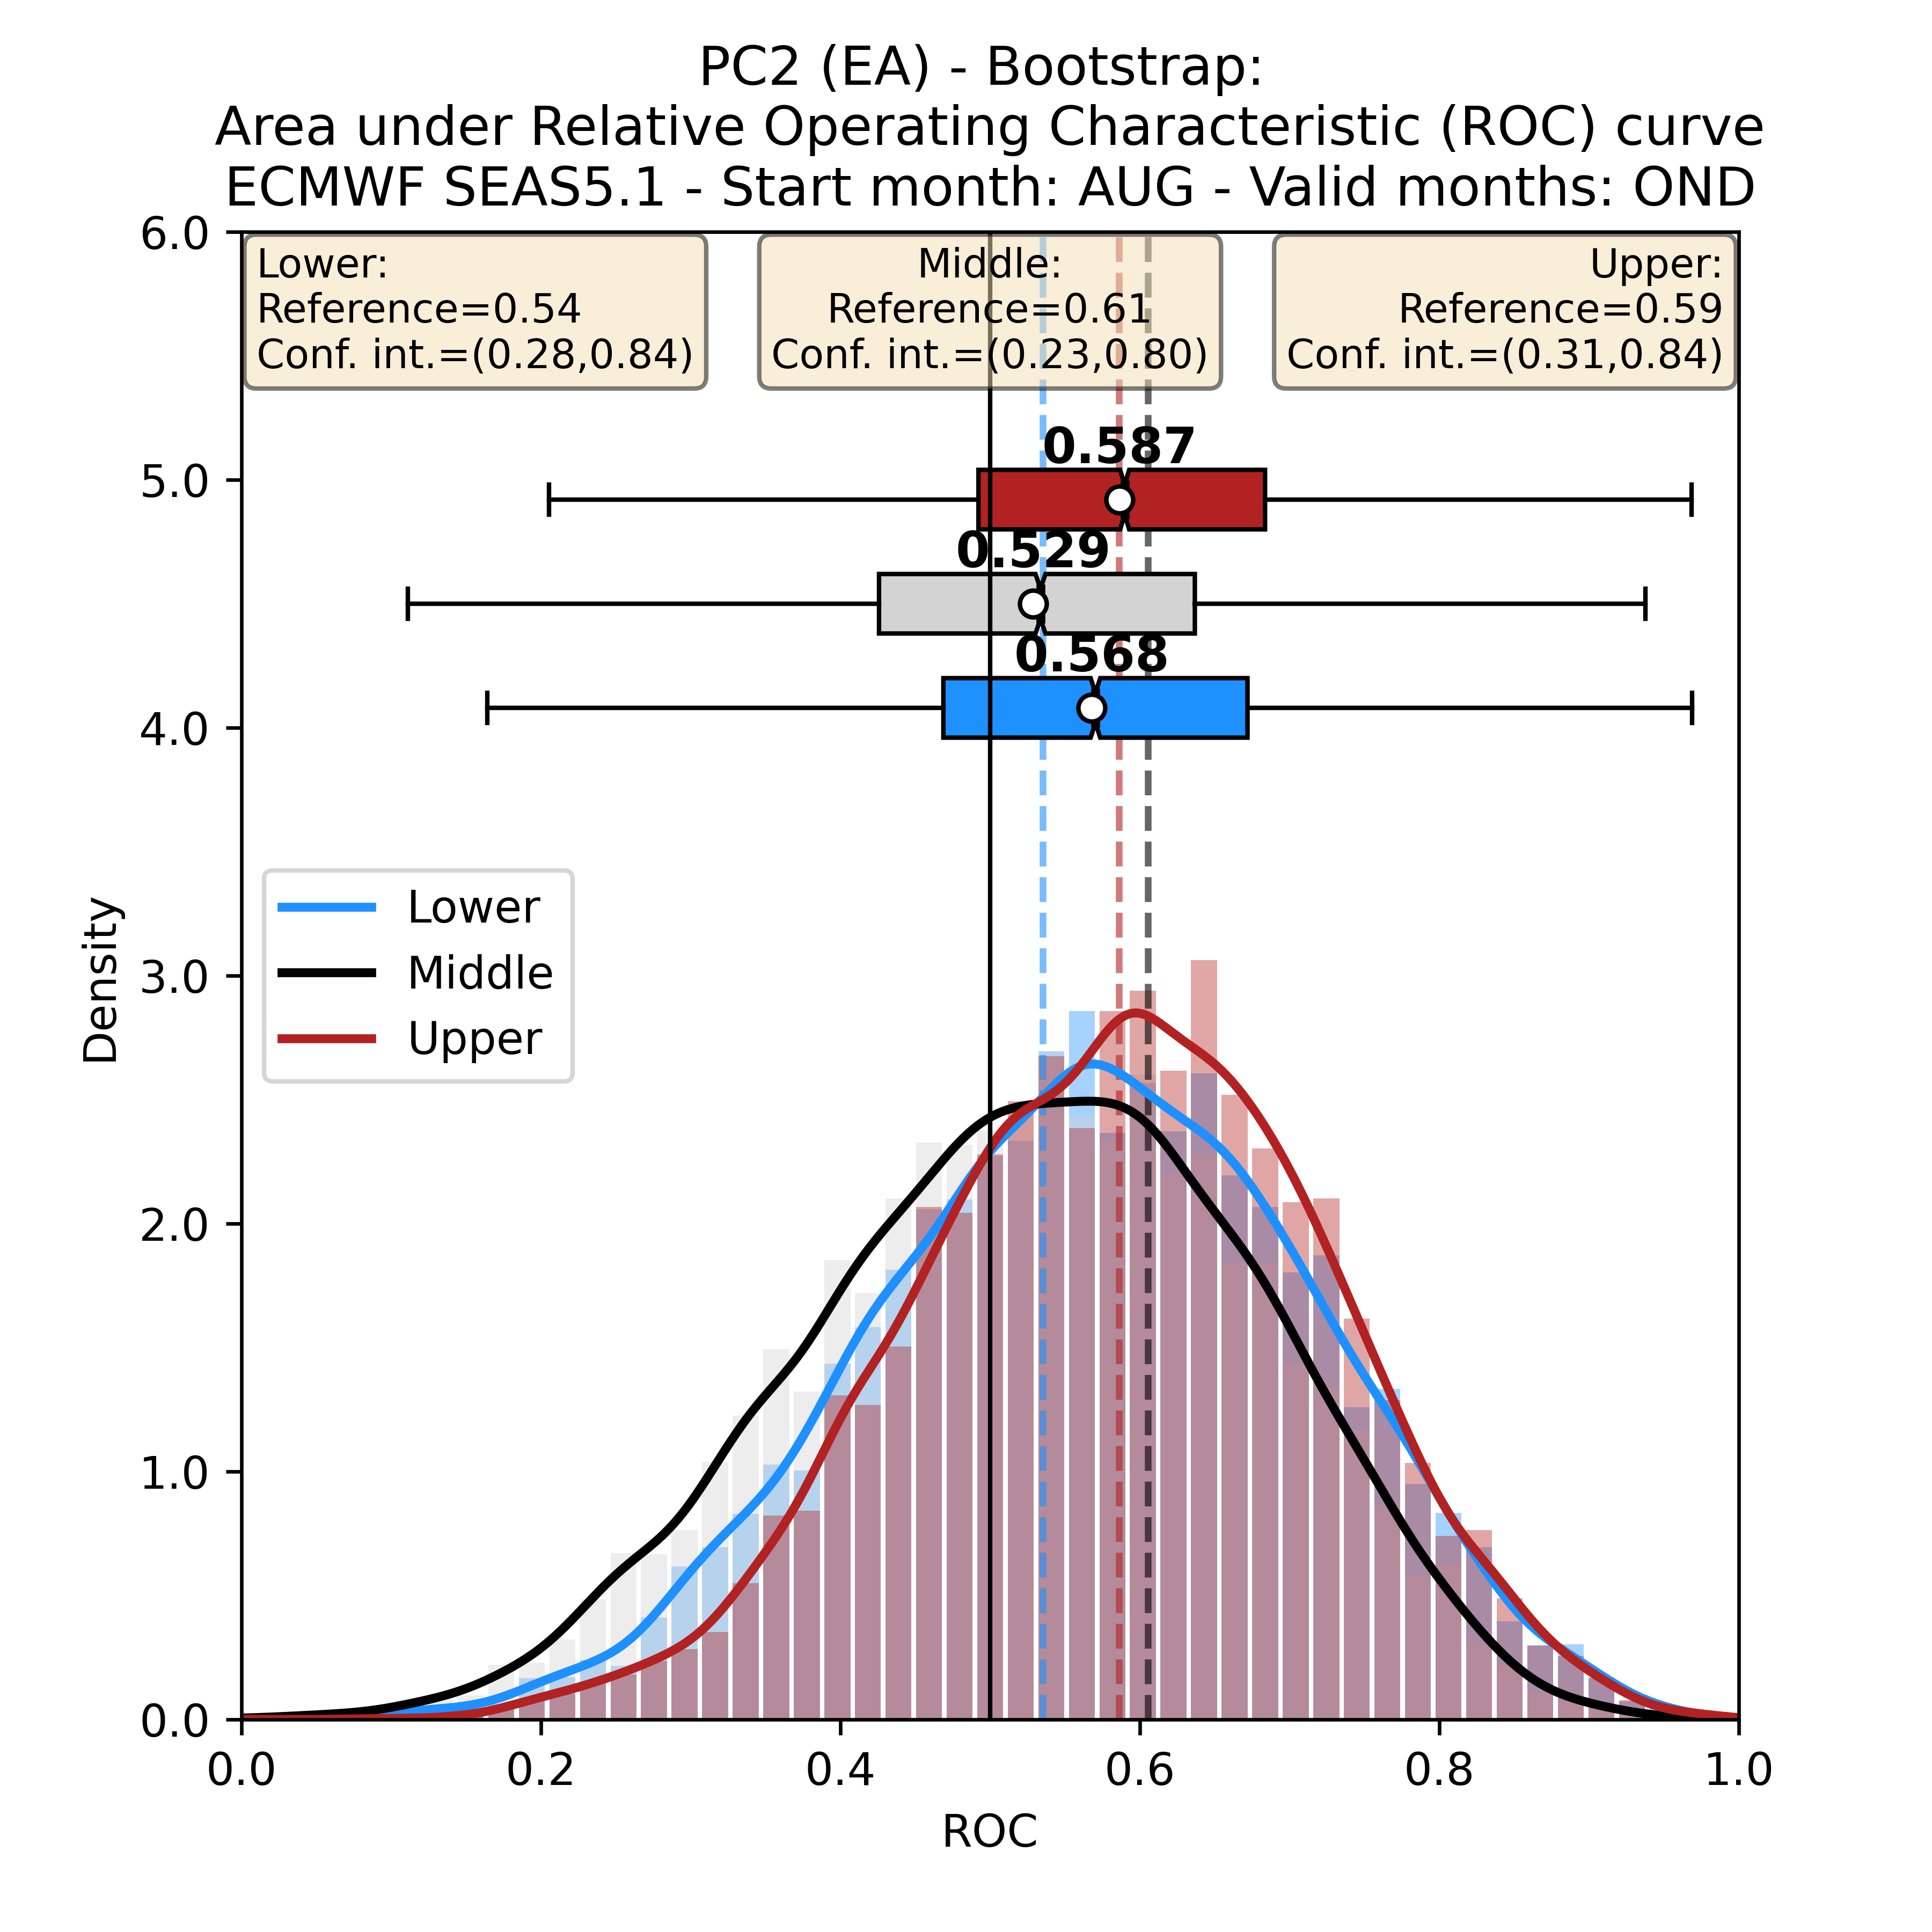 PC2 (EA) - Bootstrap:
Area under Relative Operating Characteristic (ROC) curve
ECMWF SEAS5.1 - Start month: AUG - Valid months: OND
Lower:
Reference=0.54
Conf. int.=(0.28,0.84)
Middle:
Reference=0.61
Conf. int.=(0.23,0.80)
Upper:
Reference=0.59
Conf. int.=(0.31,0.84)
0.587
0.529
0.568
6.0
5.0
4.0
3.0
2.0
1.0
0.0
Density
Lower
Middle
Upper
0.0 0.2 0.4 0.6 0.8 1.0
ROC